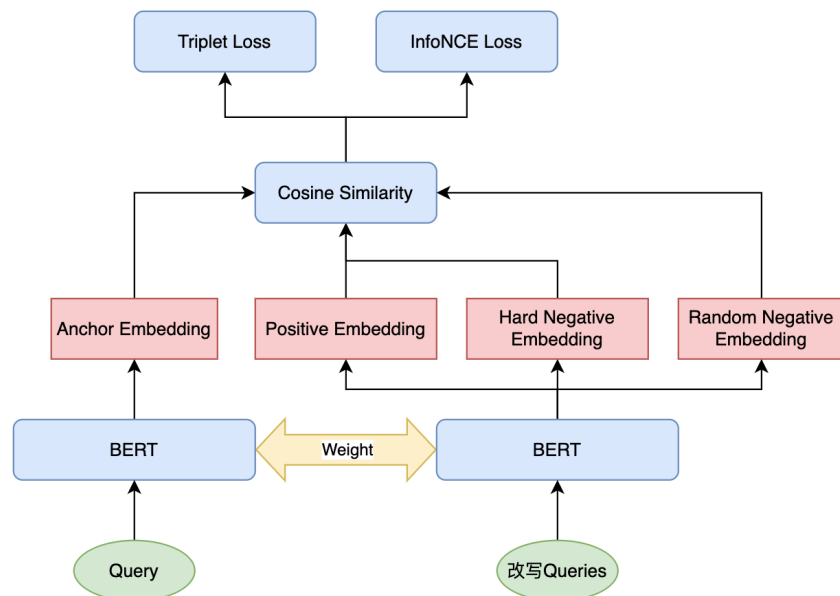 Triplet Loss
InfoNCE Loss
Cosine Similarity
Anchor Embedding
Positive Embedding
Hard Negative
Embedding
Random Negative
Embedding
BERT
Weight
BERT
Query
改写Queries